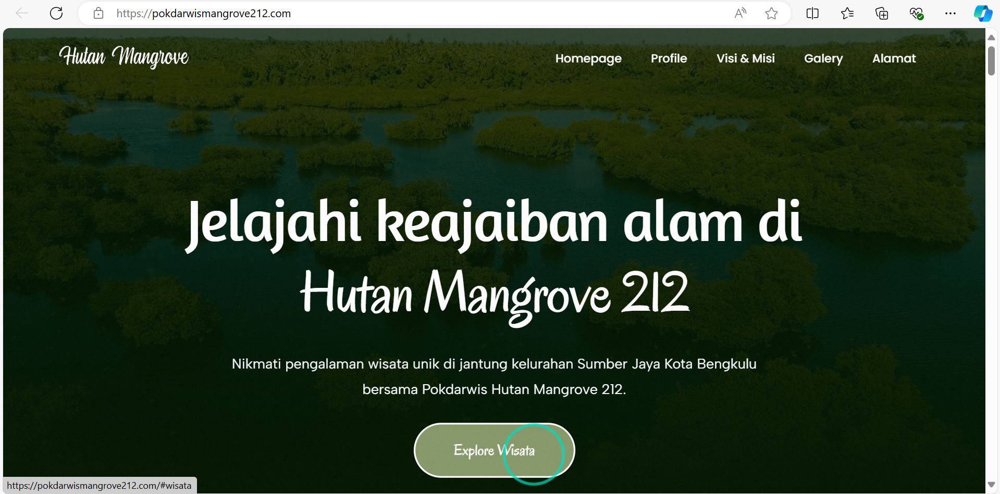 https://pokdarwismangrove212.com
Hutan Mangrove
Homepage Profile Visi & Misi Galery Alamat
Jelajahi keajaiban alam di
Hutan Mangrove 212
Nikmati pengalaman wisata unik di jantung kelurahan Sumber Jaya Kota Bengkulu
bersama Pokdarwis Hutan Mangrove 212.
Explore Wisata
https://pokdarwismangrove212.com/#wisata